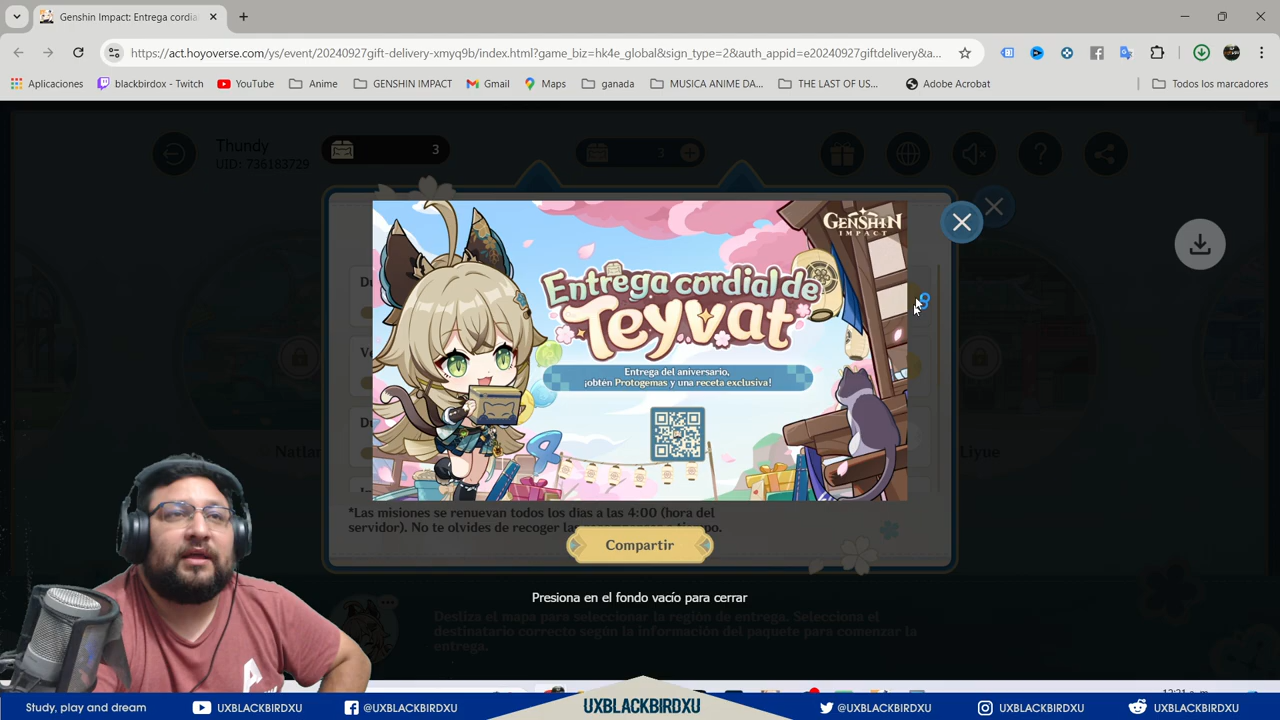 Genshin Impact: Entrega cordia
https://act.hoyoverse.com/ys/event/20240927gift-delivery-xmyq9b/index.html?game_biz=hk4e_global&sign_type=2&auth_appid=e20240927giftdelivery&a...
Aplicaciones
blackbirdox - Twitch
YouTube
Anime
GENSHIN IMPACT
Gmail
Maps
ganada
MUSICA ANIME DA...
THE LAST OF US...
Adobe Acrobat
Todos los marcadores
Thundy
UID: 736183729
3
3
GENSHIN
IMPACT
Entrega cordial de
Teyvat
Entrega del aniversario,
¡obtén Protogemas y una receta exclusiva!
Natlan
Liyue
*Las misiones se renuevan todos los días a las 4:00 (hora del
servidor). No te olvides de recoger las
Compartir
Presiona en el fondo vacío para cerrar
Desliza el mapa para seleccionar la región de entrega. Selecciona el
destinatario correcto según la información del paquete para comenzar la
entrega.
Study, play and dream
UXBLACKBIRDXU
@UXBLACKBIRDXU
UXBLACKBIRDXU
@UXBLACKBIRDXU
UXBLACKBIRDXU
UXBLACKBIRDXU